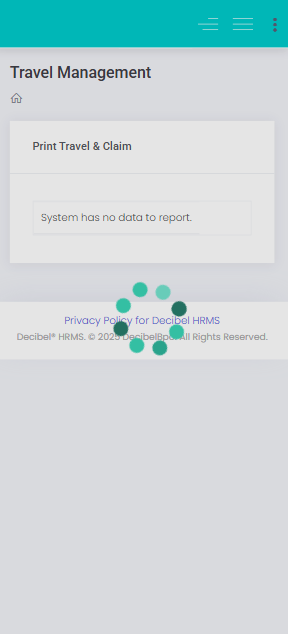 Travel Management
Print Travel & Claim
System has no data to report.
Privacy Policy for Decibel HRMS
Decibel® HRMS. © 2025 DecibelBpo. All Rights Reserved.